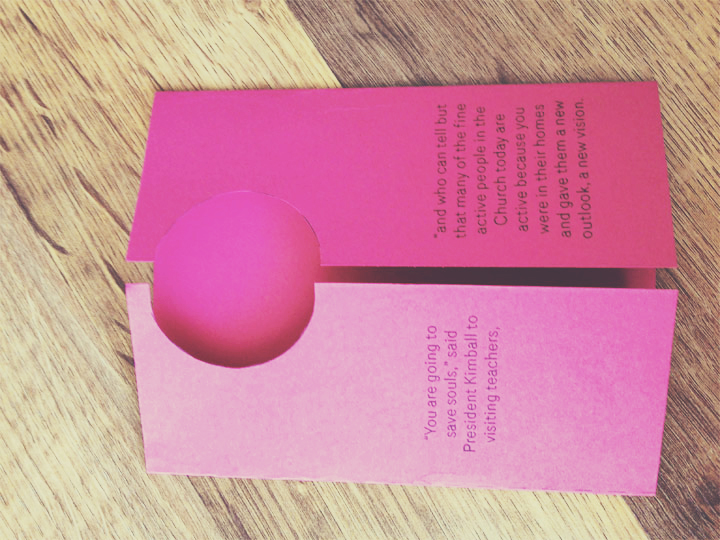 "You are going to
save souls," said
President Kimball to
visiting teachers,
"and who can tell but
that many of the fine
active people in the
Church today are
active because you
were in their homes
and gave them a new
outlook, a new vision.